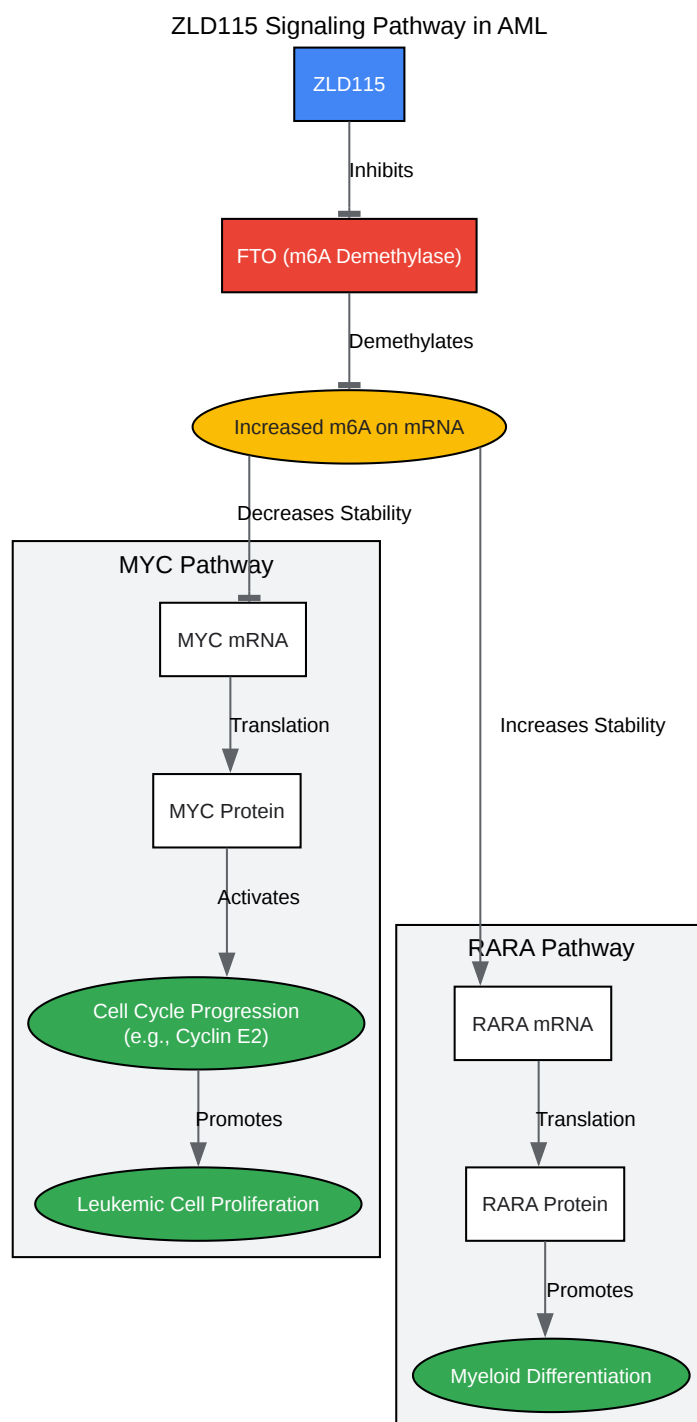 ZLD115 Signaling Pathway in AML
ZLD115
Inhibits
FTO (m6A Demethylase)
Demethylates
Increased m6A on mRNA
Decreases Stability
MYC Pathway
MYC mRNA
Translation
MYC Protein
Activates
Cell Cycle Progression
(e.g., Cyclin E2)
Promotes
Leukemic Cell Proliferation
Increases Stability
RARA Pathway
RARA mRNA
Translation
RARA Protein
Promotes
Myeloid Differentiation